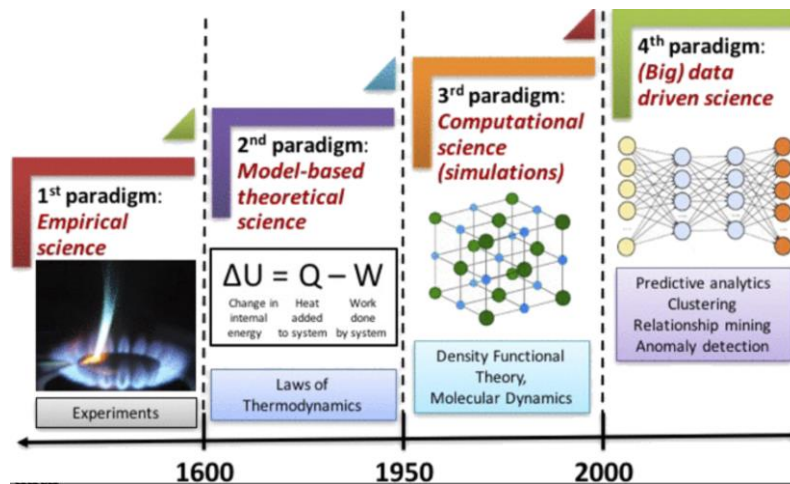 1st paradigm:
Empirical
science
Experiments
2nd paradigm:
Model-based
theoretical
science
ΔU = Q – W
Change in
internal
energy
Heat
added
to system
Work
done
by system
Laws of
Thermodynamics
3rd paradigm:
Computational
science
(simulations)
Density Functional
Theory,
Molecular Dynamics
4th paradigm:
(Big) data
driven science
Predictive analytics
Clustering
Relationship mining
Anomaly detection
1600
1950
2000